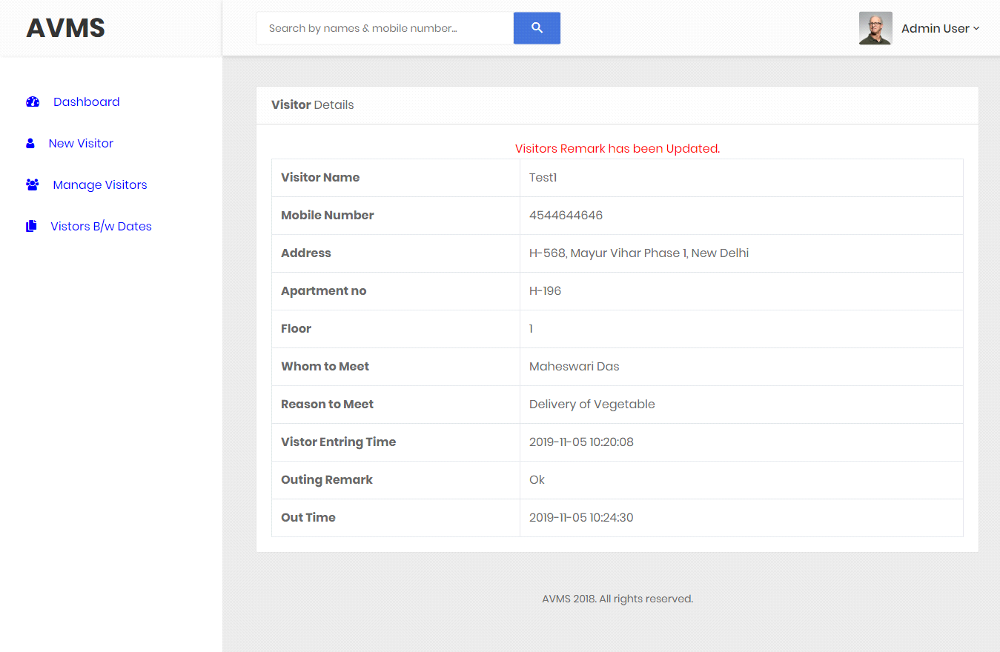 AVMS
Search by names & mobile number...
Admin User
Dashboard
New Visitor
Manage Visitors
Vistors B/w Dates
Visitor Details
Visitors Remark has been Updated.
Visitor Name Test1
Mobile Number 4544644646
Address H-568, Mayur Vihar Phase 1, New Delhi
Apartment no H-196
Floor 1
Whom to Meet Maheswari Das
Reason to Meet Delivery of Vegetable
Vistor Entring Time 2019-11-05 10:20:08
Outing Remark Ok
Out Time 2019-11-05 10:24:30
AVMS 2018. All rights reserved.